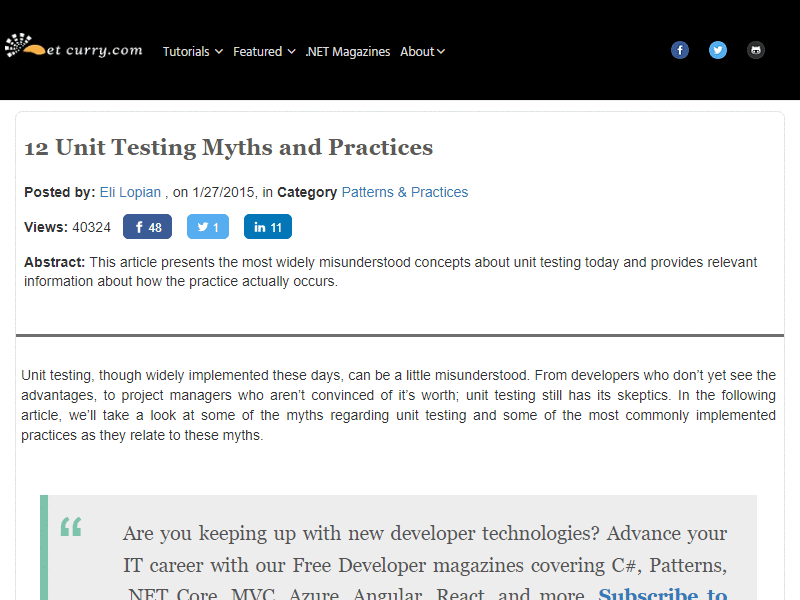 et curry.com
Tutorials Featured .NET Magazines About
12 Unit Testing Myths and Practices
Posted by: Eli Lopian , on 1/27/2015, in Category Patterns & Practices
Views: 40324 48 1 11
Abstract: This article presents the most widely misunderstood concepts about unit testing today and provides relevant
information about how the practice actually occurs.
Unit testing, though widely implemented these days, can be a little misunderstood. From developers who don’t yet see the
advantages, to project managers who aren’t convinced of it’s worth; unit testing still has its skeptics. In the following
article, we’ll take a look at some of the myths regarding unit testing and some of the most commonly implemented
practices as they relate to these myths.
“
Are you keeping up with new developer technologies? Advance your
IT career with our Free Developer magazines covering C#, Patterns,
.NET Core, MVC, Azure, Angular, React, and more. Subscribe to